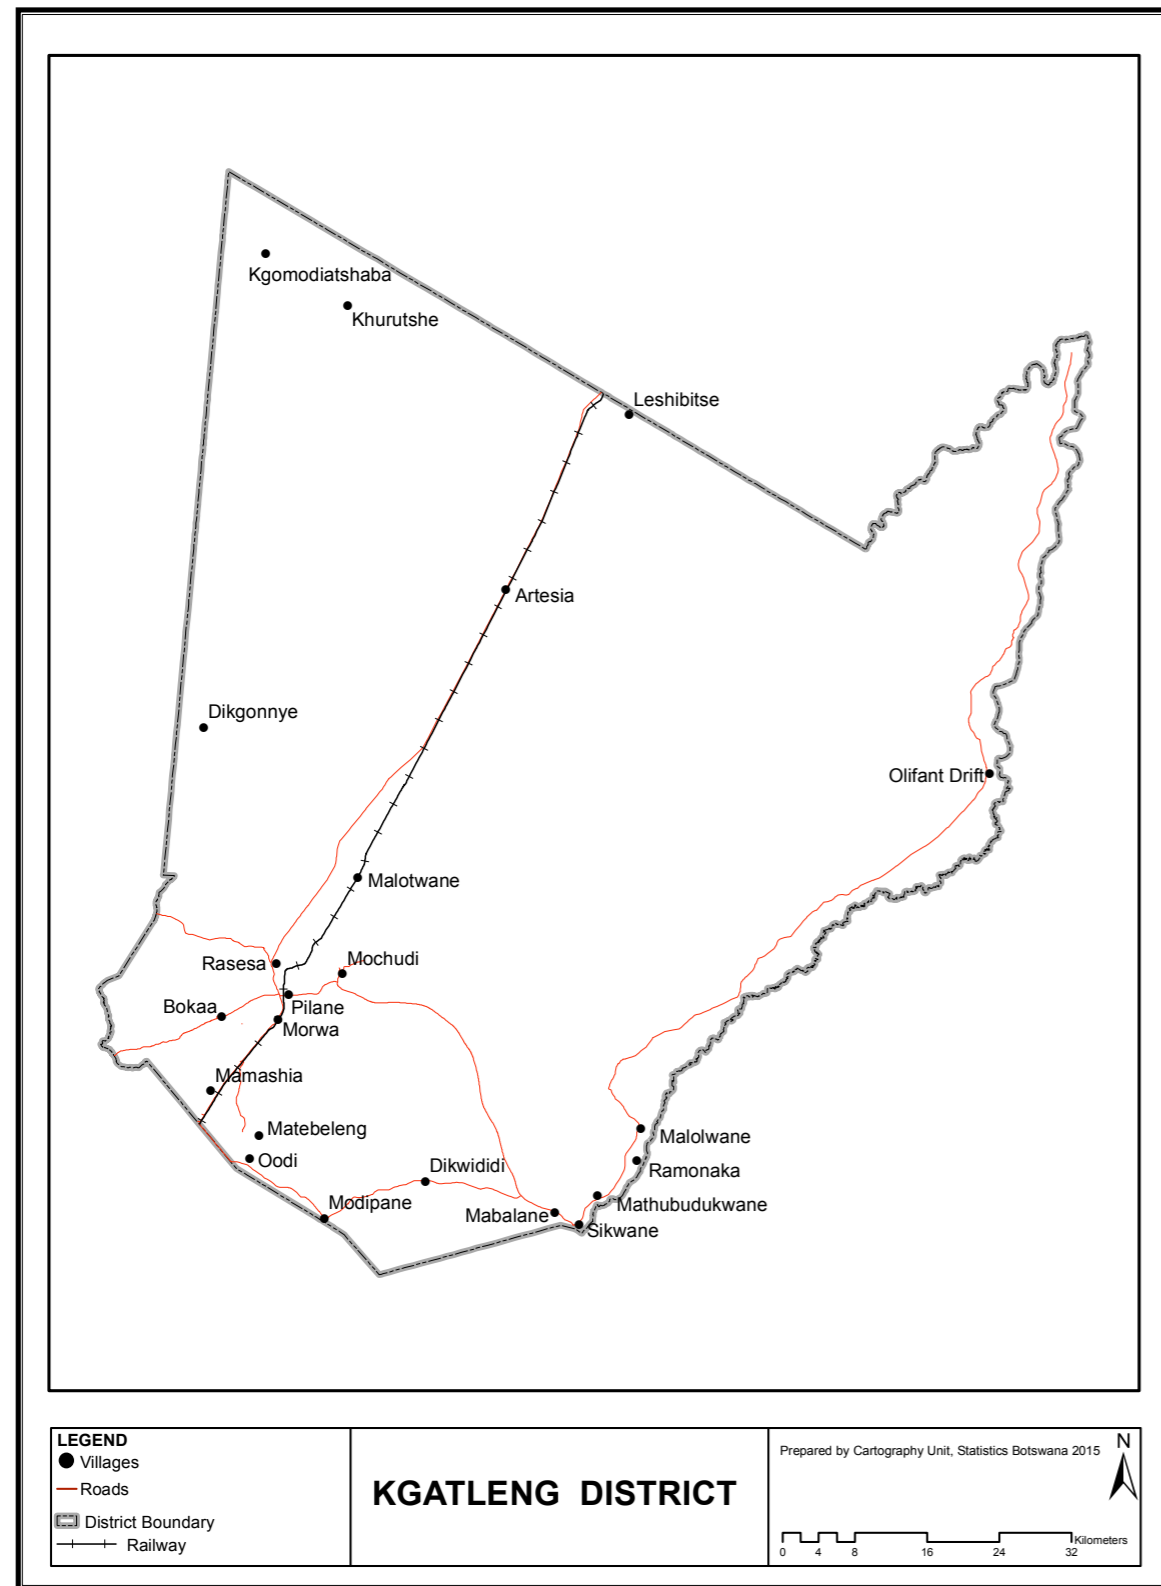 Kgomodiatshaba
Khurutshe
Leshibitse
Artesia
Dikgonnye
Olifant Drift
Malotwane
Rasesa
Mochudi
Pilane
Bokaa
Morwa
Mamashia
Matebeleng
Malolwane
Oodi
Dikwididi
Ramonaka
Modipane
Mabalane
Mathubudukwane
Sikwane
LEGEND
Villages
Roads
District Boundary
Railway
KGATLENG DISTRICT
Prepared by Cartography Unit, Statistics Botswana 2015
N
Kilometers
0 4 8 16 24 32